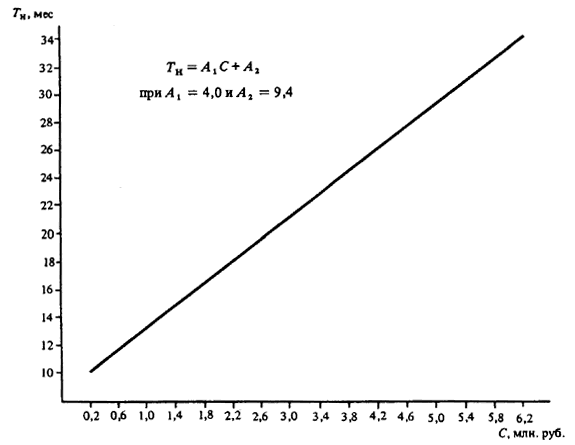 Tн, мес
34
32
30
28
26
24
22
20
18
16
14
12
10
Tн = A₁C + A₂
при A₁ = 4,0 и A₂ = 9,4
0,2 0,6 1,0 1,4 1,8 2,2 2,6 3,0 3,4 3,8 4,2 4,6 5,0 5,4 5,8 6,2
C, млн. руб.